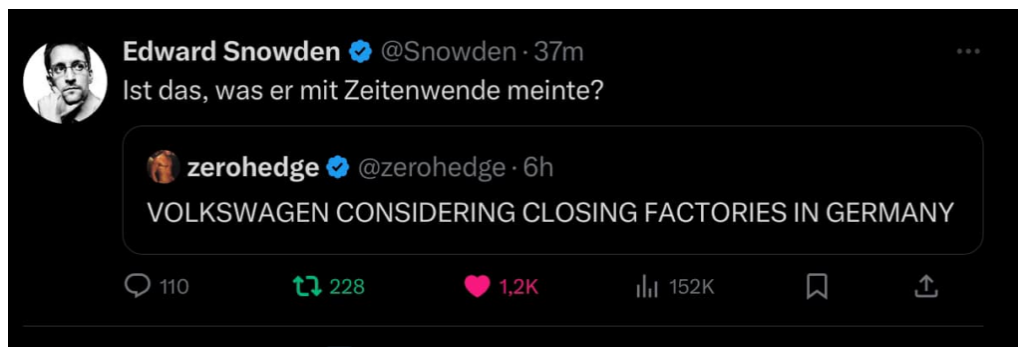 Edward Snowden @Snowden · 37m
Ist das, was er mit Zeitenwende meinte?
zerohedge @zerohedge · 6h
VOLKSWAGEN CONSIDERING CLOSING FACTORIES IN GERMANY
110 228 1,2K 152K